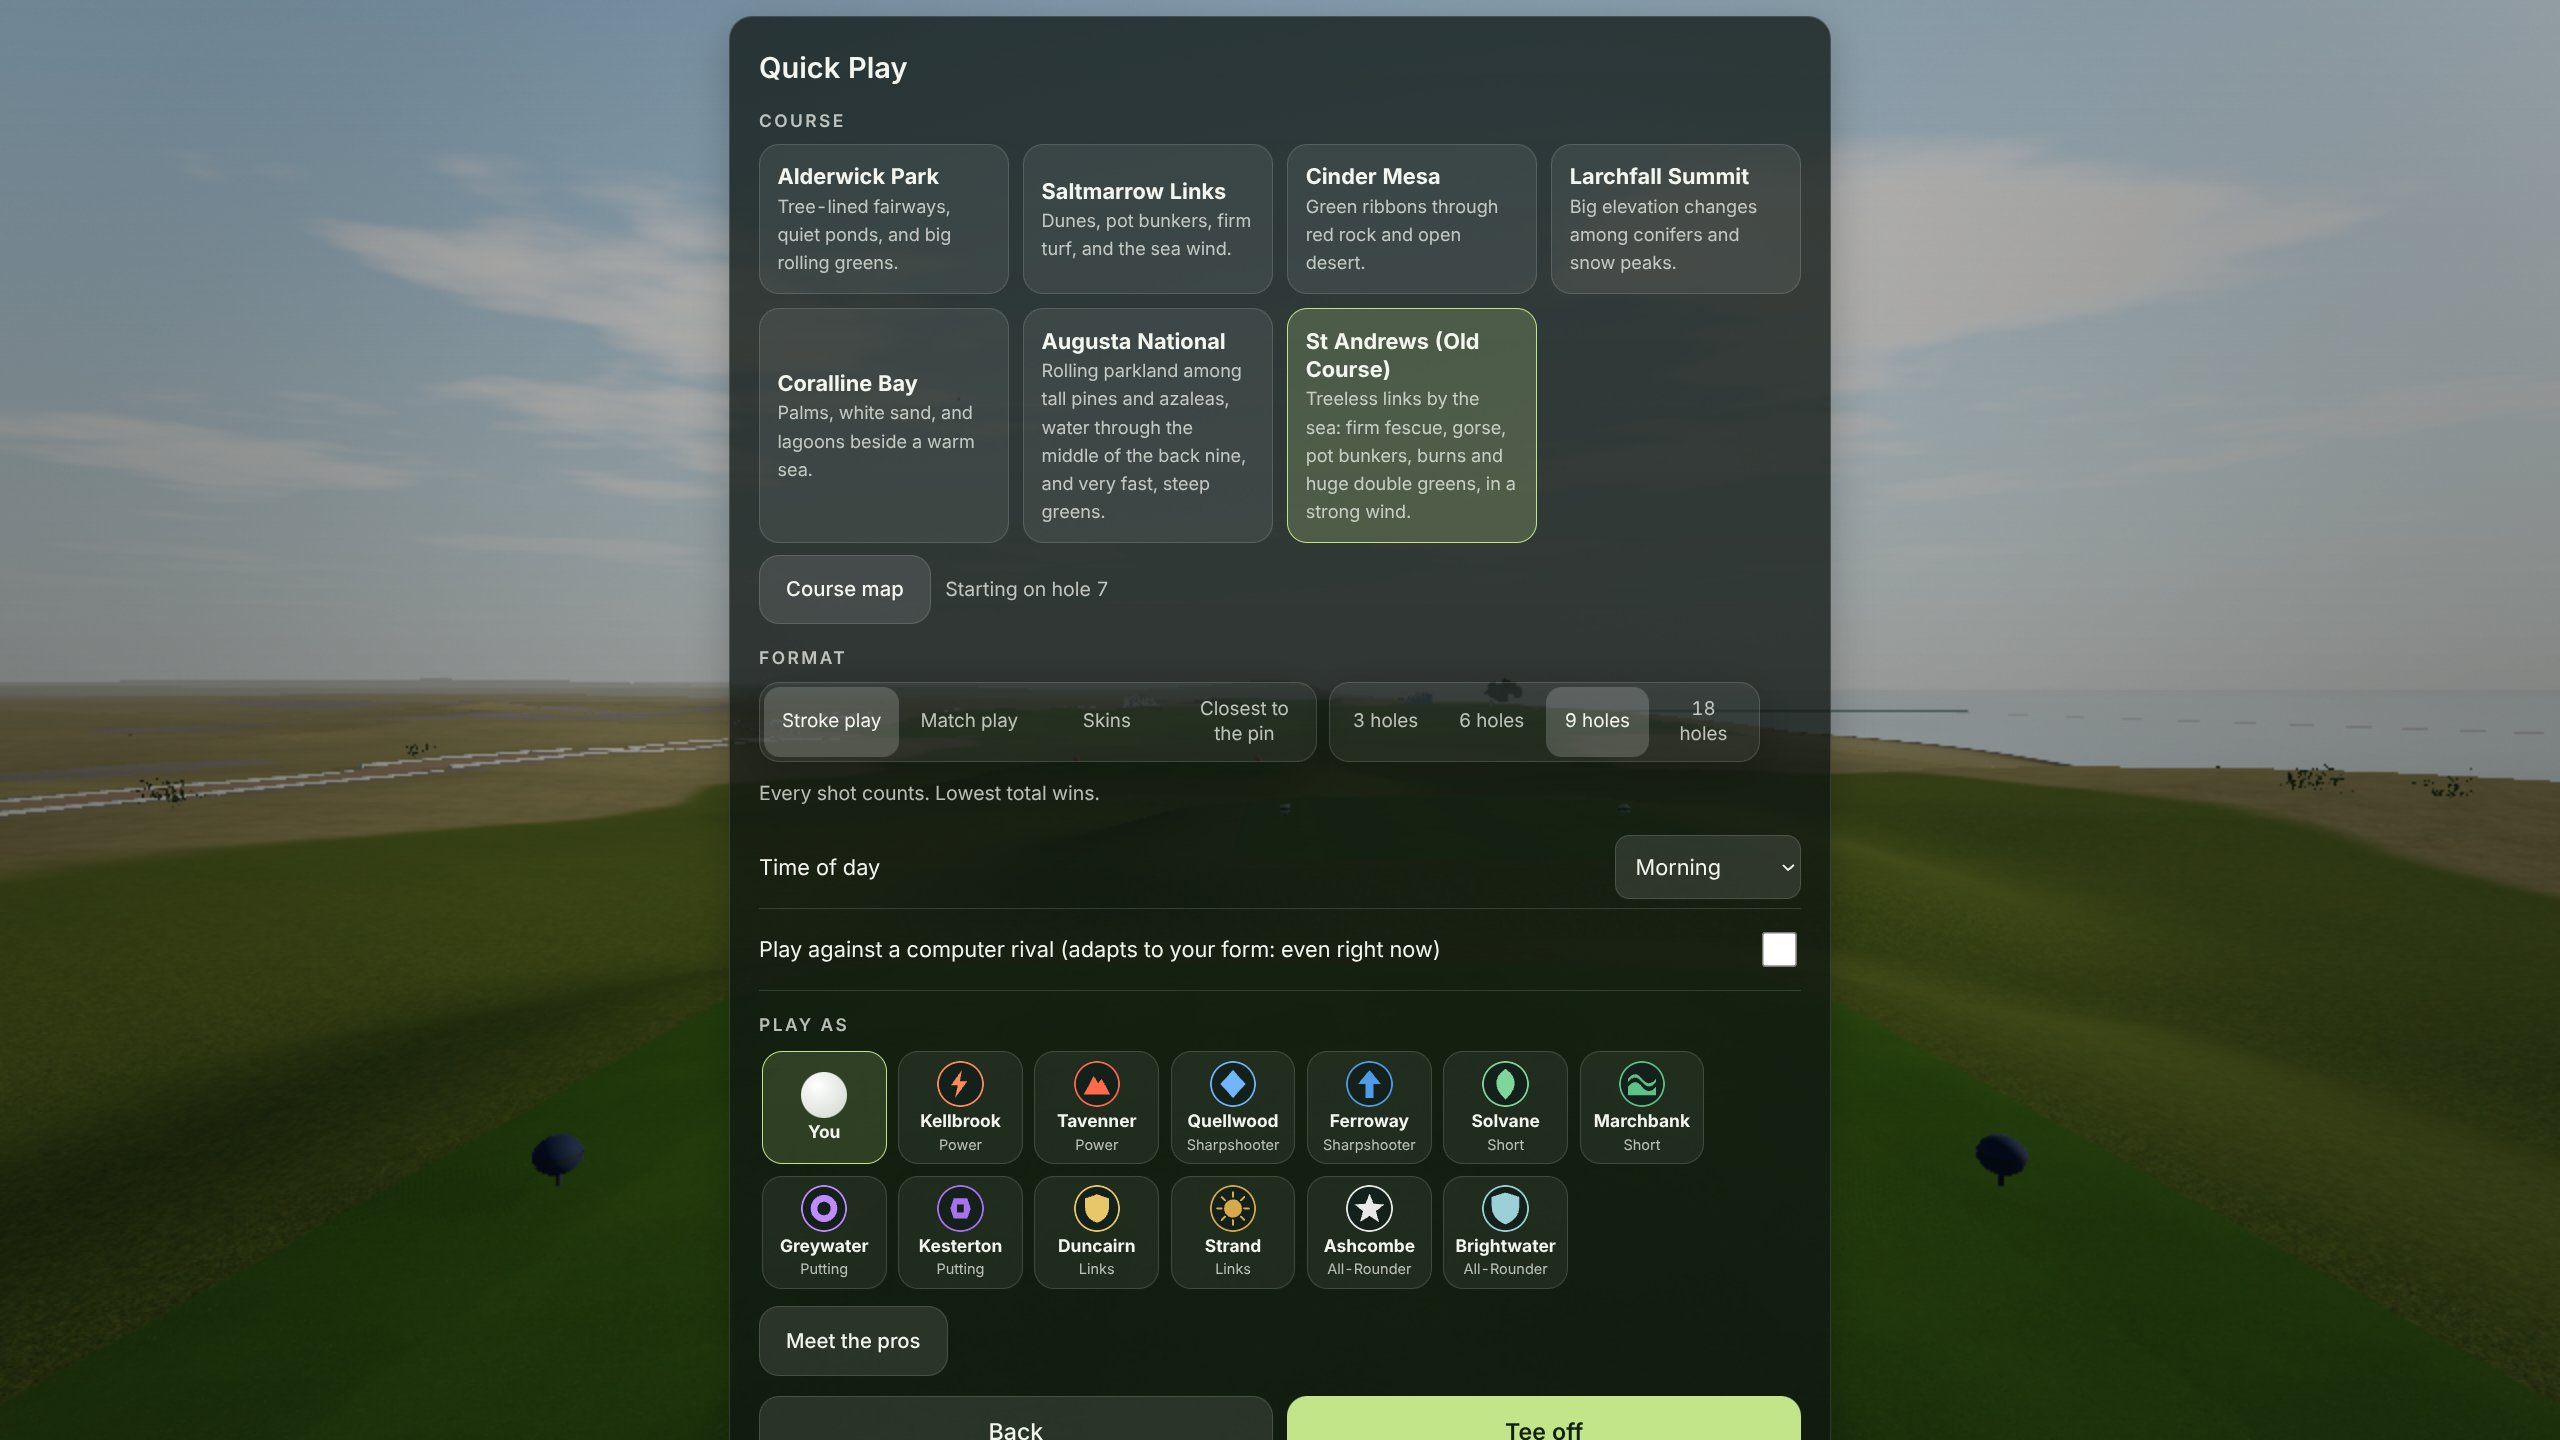 Quick Play
COURSE
Alderwick Park
Tree-lined fairways,
quiet ponds, and big
rolling greens.
Saltmarrow Links
Dunes, pot bunkers, firm
turf, and the sea wind.
Cinder Mesa
Green ribbons through
red rock and open
desert.
Larchfall Summit
Big elevation changes
among conifers and
snow peaks.
Coralline Bay
Palms, white sand, and
lagoons beside a warm
sea.
Augusta National
Rolling parkland among
tall pines and azaleas,
water through the
middle of the back nine,
and very fast, steep
greens.
St Andrews (Old
Course)
Treeless links by the
sea: firm fescue, gorse,
pot bunkers, burns and
huge double greens, in a
strong wind.
Course map
Starting on hole 7
FORMAT
Stroke play
Match play
Skins
Closest to
the pin
3 holes
6 holes
9 holes
18
holes
Every shot counts. Lowest total wins.
Time of day
Morning
Play against a computer rival (adapts to your form: even right now)
PLAY AS
You
Kellbrook
Power
Tavenner
Power
Quellwood
Sharpshooter
Ferroway
Sharpshooter
Solvane
Short
Marchbank
Short
Greywater
Putting
Kesterton
Putting
Duncairn
Links
Strand
Links
Ashcombe
All-Rounder
Brightwater
All-Rounder
Meet the pros
Back
Tee off